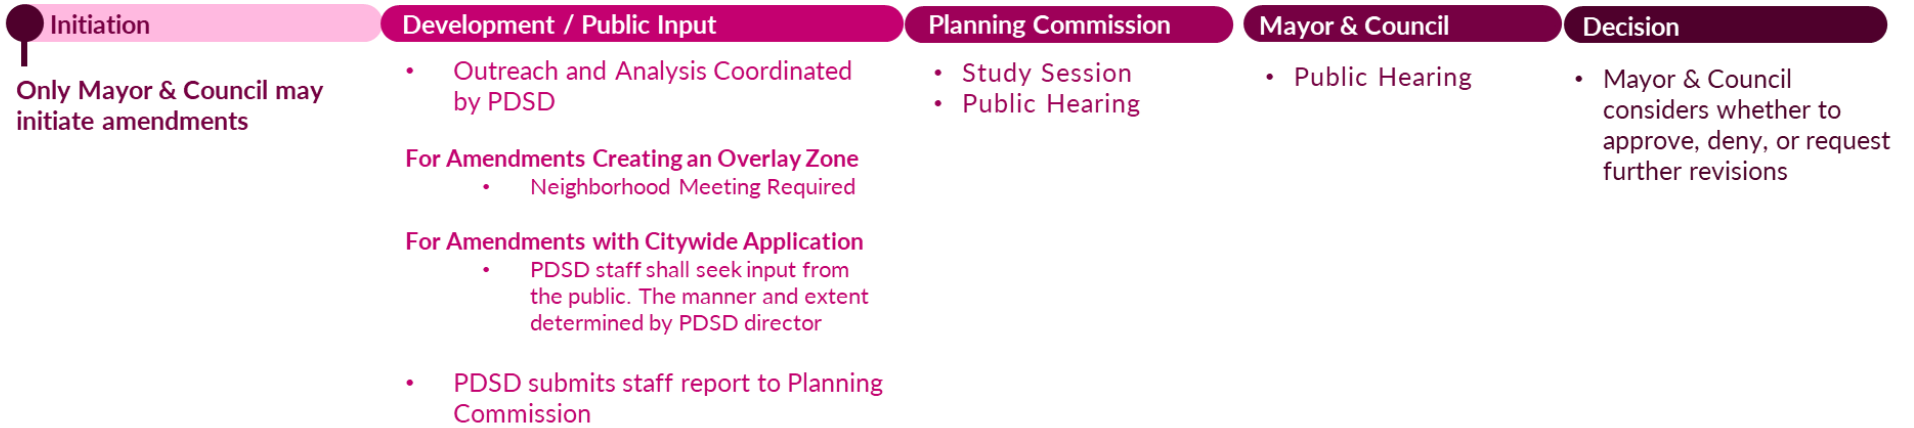 Initiation
Only Mayor & Council may
initiate amendments
Development / Public Input
• Outreach and Analysis Coordinated
by PDSD
For Amendments Creating an Overlay Zone
• Neighborhood Meeting Required
For Amendments with Citywide Application
• PDSD staff shall seek input from
the public. The manner and extent
determined by PDSD director
• PDSD submits staff report to Planning
Commission
Planning Commission
• Study Session
• Public Hearing
Mayor & Council
• Public Hearing
Decision
• Mayor & Council
considers whether to
approve, deny, or request
further revisions